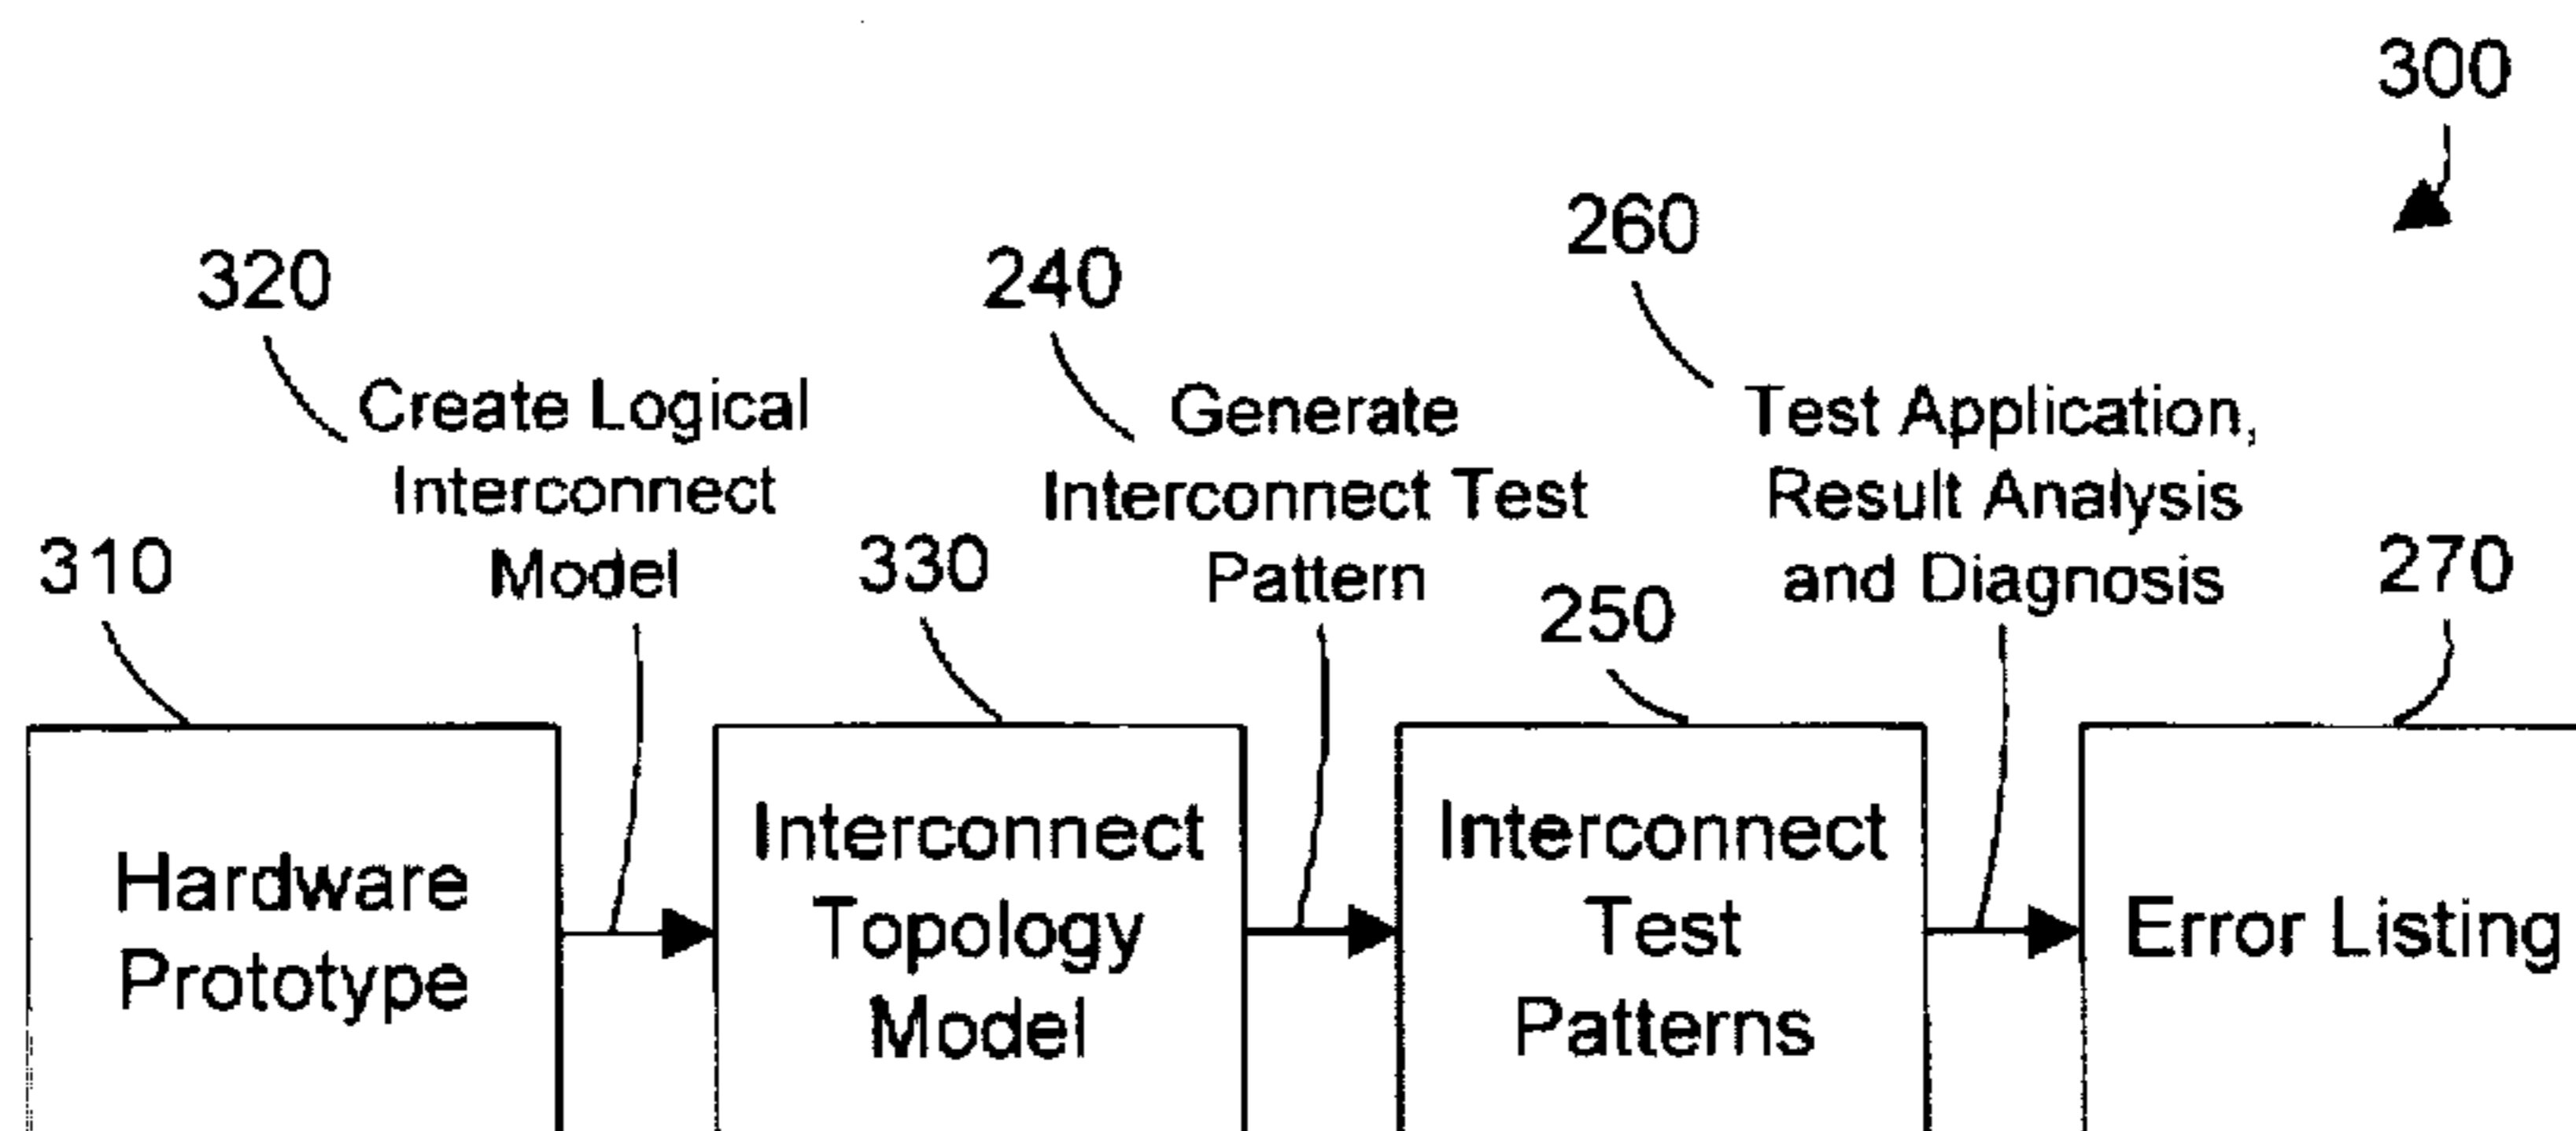 300
260
320
240
Create Logical
Interconnect
Model
Generate
Interconnect Test
Pattern
Test Application,
Result Analysis
and Diagnosis
310
330
250
270
Hardware
Prototype
Interconnect
Topology
Model
Interconnect
Test
Patterns
Error Listing